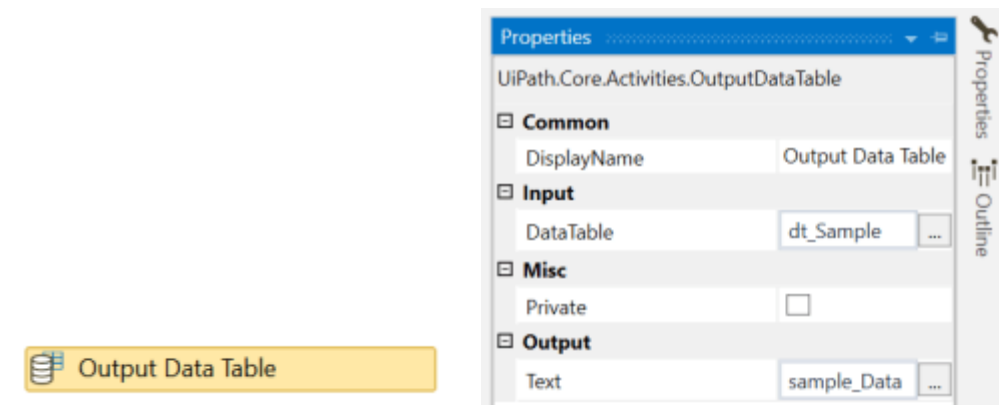 Properties
UiPath.Core.Activities.OutputDataTable
Common
DisplayName Output Data Table
Input
DataTable dt_Sample ...
Misc
Private
Output
Text sample_Data ...
Output Data Table
Properties
Outline